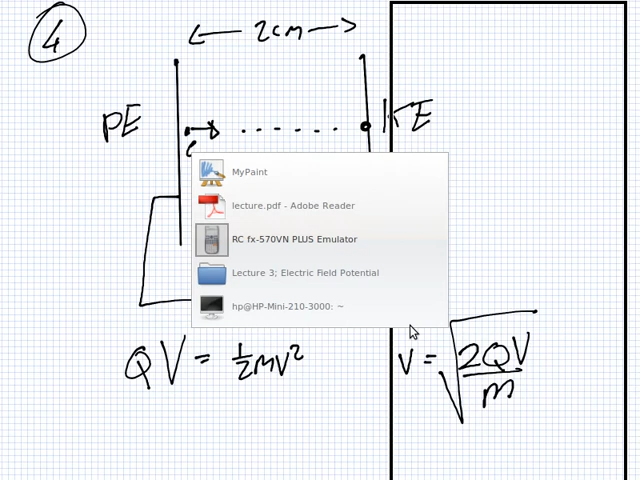 4
← 2cm →
PE
KE
e
MyPaint
lecture.pdf - Adobe Reader
RC fx-570VN PLUS Emulator
Lecture 3; Electric Field Potential
hp@HP-Mini-210-3000: ~
QV = ½mv²
v = √(2QV/m)